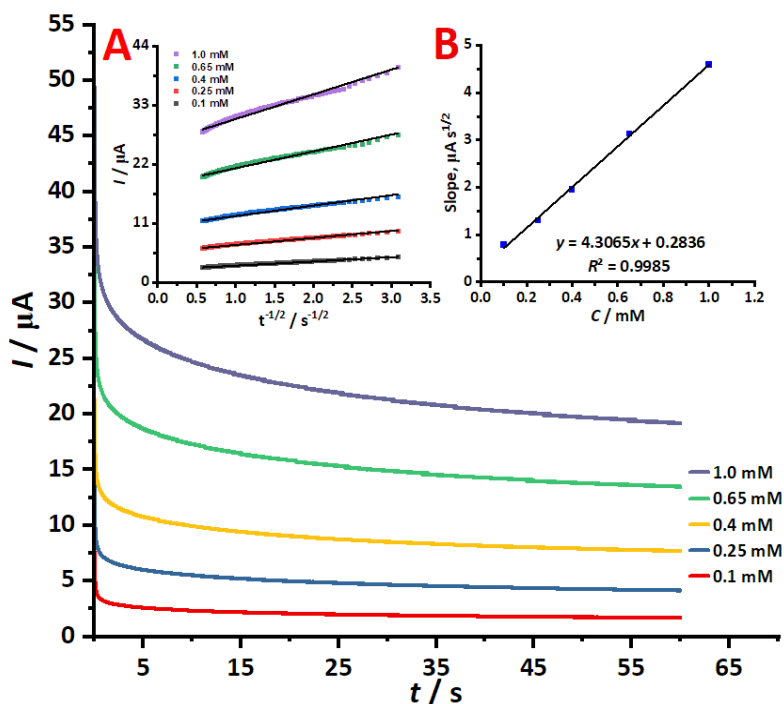 A
44
33
22
11
0
I / μA
1.0 mM
0.65 mM
0.4 mM
0.25 mM
0.1 mM
0.0 0.5 1.0 1.5 2.0 2.5 3.0 3.5
t-1/2 / s-1/2
B
5
4
3
2
1
0
Slope, μA s1/2
y = 4.3065x + 0.2836
R² = 0.9985
0.0 0.2 0.4 0.6 0.8 1.0 1.2
C / mM
55
50
45
40
35
30
25
20
15
10
5
0
I / μA
1.0 mM
0.65 mM
0.4 mM
0.25 mM
0.1 mM
5 15 25 35 45 55 65
t / s